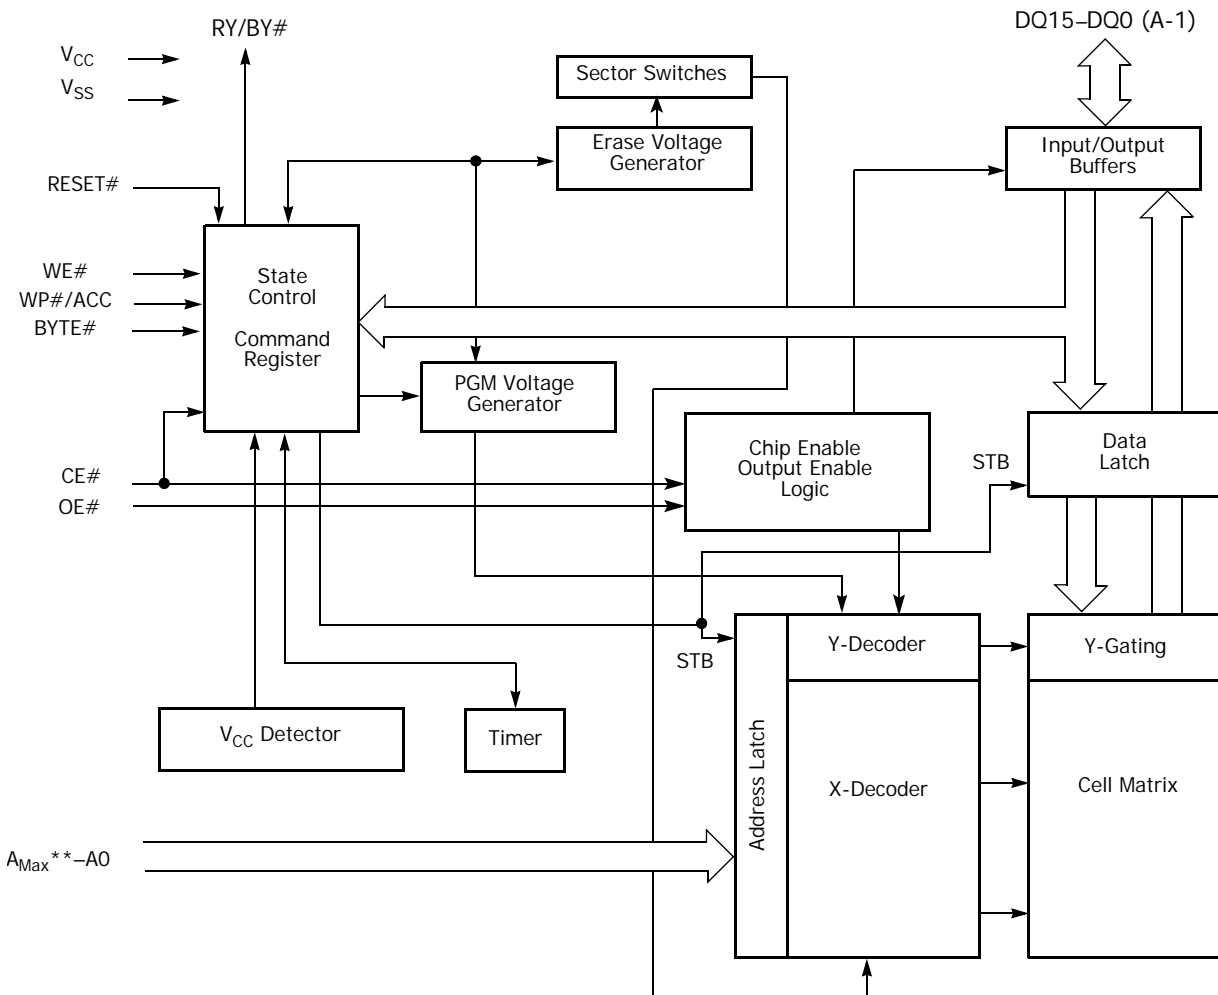 RY/BY#
DQ15–DQ0 (A-1)
VCC
VSS
Sector Switches
Erase Voltage
Generator
Input/Output
Buffers
RESET#
WE#
WP#/ACC
BYTE#
State
Control
Command
Register
PGM Voltage
Generator
Chip Enable
Output Enable
Logic
Data
Latch
STB
CE#
OE#
STB
Y-Decoder
Y-Gating
VCC Detector
Timer
Address Latch
X-Decoder
Cell Matrix
AMax**–A0